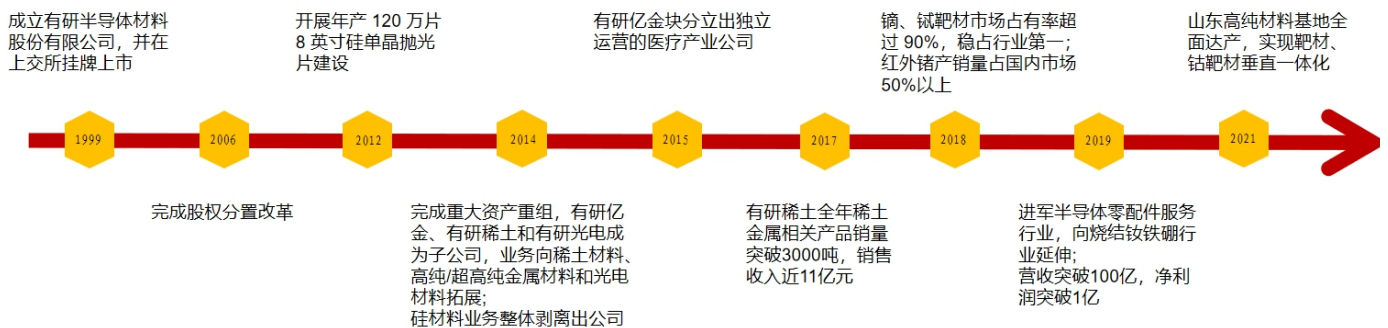 成立有研半导体材料
股份有限公司，并在
上交所挂牌上市
开展年产 120 万片
8 英寸硅单晶抛光
片建设
有研亿金块分立出独立
运营的医疗产业公司
镝、铽靶材市场占有率超
过 90%，稳占行业第一；
红外锗产销量占国内市场
50%以上
山东高纯材料基地全
面达产，实现靶材、
钴靶材垂直一体化
1999
2006
2012
2014
2015
2017
2018
2019
2021
完成股权分置改革
完成重大资产重组，有研亿
金、有研稀土和有研光电成
为子公司，业务向稀土材料、
高纯/超高纯金属材料和光电
材料拓展；
硅材料业务整体剥离出公司
有研稀土全年稀土
金属相关产品销量
突破3000吨，销售
收入近11亿元
进军半导体零配件服务
行业，向烧结钕铁硼行
业延伸；
营收突破100亿，净利
润突破1亿